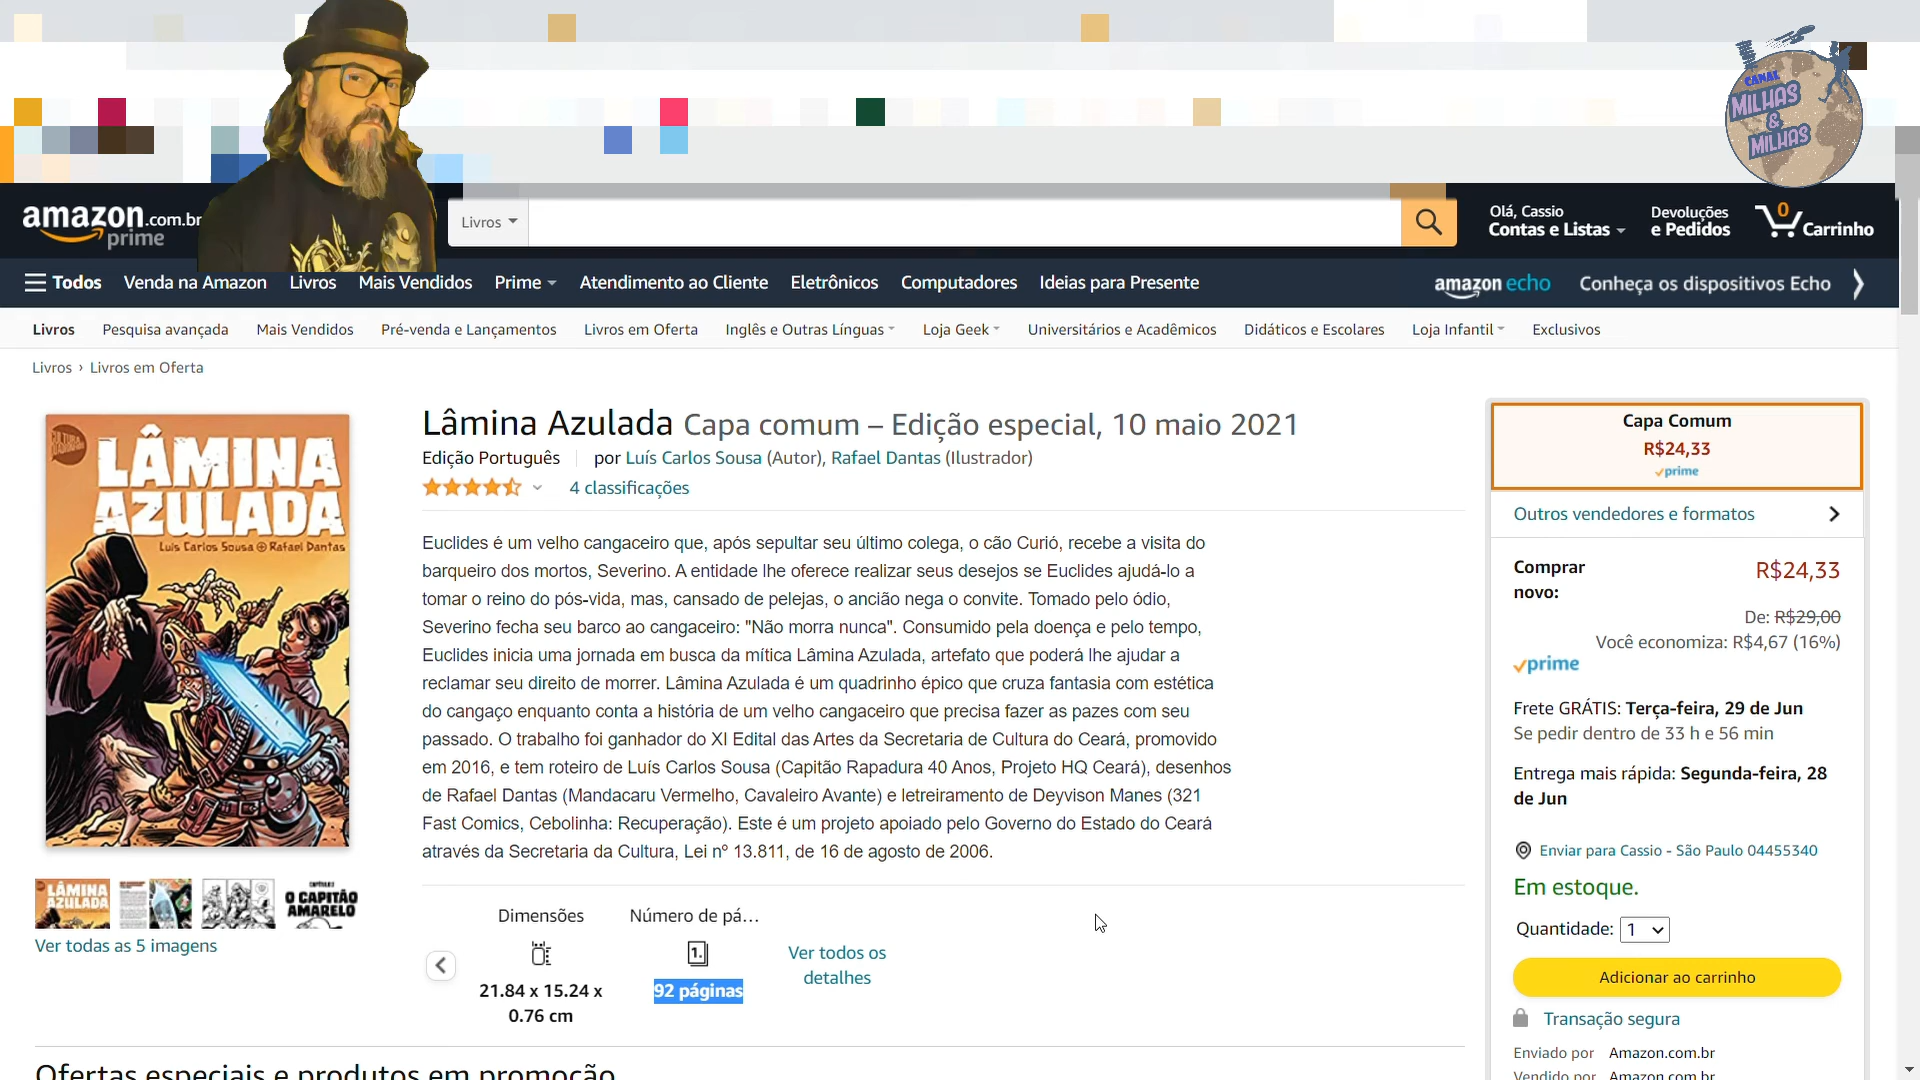 CANAL
MILHAS
&
MILHAS
amazon.com.br
prime
Livros
Olá, Cassio
Contas e Listas
Devoluções
e Pedidos
0
Carrinho
Todos
Venda na Amazon
Livros
Mais Vendidos
Prime
Atendimento ao Cliente
Eletrônicos
Computadores
Ideias para Presente
amazon echo
Conheça os dispositivos Echo
Livros
Pesquisa avançada
Mais Vendidos
Pré-venda e Lançamentos
Livros em Oferta
Inglês e Outras Línguas
Loja Geek
Universitários e Acadêmicos
Didáticos e Escolares
Loja Infantil
Exclusivos
Livros › Livros em Oferta
LÂMINA
AZULADA
Luís Carlos Sousa Rafael Dantas
LÂMINA
AZULADA
O CAPITÃO
AMARELO
Ver todas as 5 imagens
Lâmina Azulada Capa comum – Edição especial, 10 maio 2021
Edição Português
por Luís Carlos Sousa (Autor), Rafael Dantas (Ilustrador)
4 classificações
Euclides é um velho cangaceiro que, após sepultar seu último colega, o cão Curió, recebe a visita do
barqueiro dos mortos, Severino. A entidade lhe oferece realizar seus desejos se Euclides ajudá-lo a
tomar o reino do pós-vida, mas, cansado de pelejas, o ancião nega o convite. Tomado pelo ódio,
Severino fecha seu barco ao cangaceiro: "Não morra nunca". Consumido pela doença e pelo tempo,
Euclides inicia uma jornada em busca da mítica Lâmina Azulada, artefato que poderá lhe ajudar a
reclamar seu direito de morrer. Lâmina Azulada é um quadrinho épico que cruza fantasia com estética
do cangaço enquanto conta a história de um velho cangaceiro que precisa fazer as pazes com seu
passado. O trabalho foi ganhador do XI Edital das Artes da Secretaria de Cultura do Ceará, promovido
em 2016, e tem roteiro de Luís Carlos Sousa (Capitão Rapadura 40 Anos, Projeto HQ Ceará), desenhos
de Rafael Dantas (Mandacaru Vermelho, Cavaleiro Avante) e letreiramento de Deyvison Manes (321
Fast Comics, Cebolinha: Recuperação). Este é um projeto apoiado pelo Governo do Estado do Ceará
através da Secretaria da Cultura, Lei nº 13.811, de 16 de agosto de 2006.
Dimensões
21.84 x 15.24 x
0.76 cm
Número de pá…
1.
92 páginas
Ver todos os
detalhes
Ofertas especiais e produtos em promoção
Capa Comum
R$24,33
prime
Outros vendedores e formatos
Comprar
novo:
R$24,33
De: R$29,00
Você economiza: R$4,67 (16%)
prime
Frete GRÁTIS: Terça-feira, 29 de Jun
Se pedir dentro de 33 h e 56 min
Entrega mais rápida: Segunda-feira, 28
de Jun
Enviar para Cassio - São Paulo 04455340
Em estoque.
Quantidade: 1
Adicionar ao carrinho
Transação segura
Enviado por Amazon.com.br
Vendido por Amazon.com.br